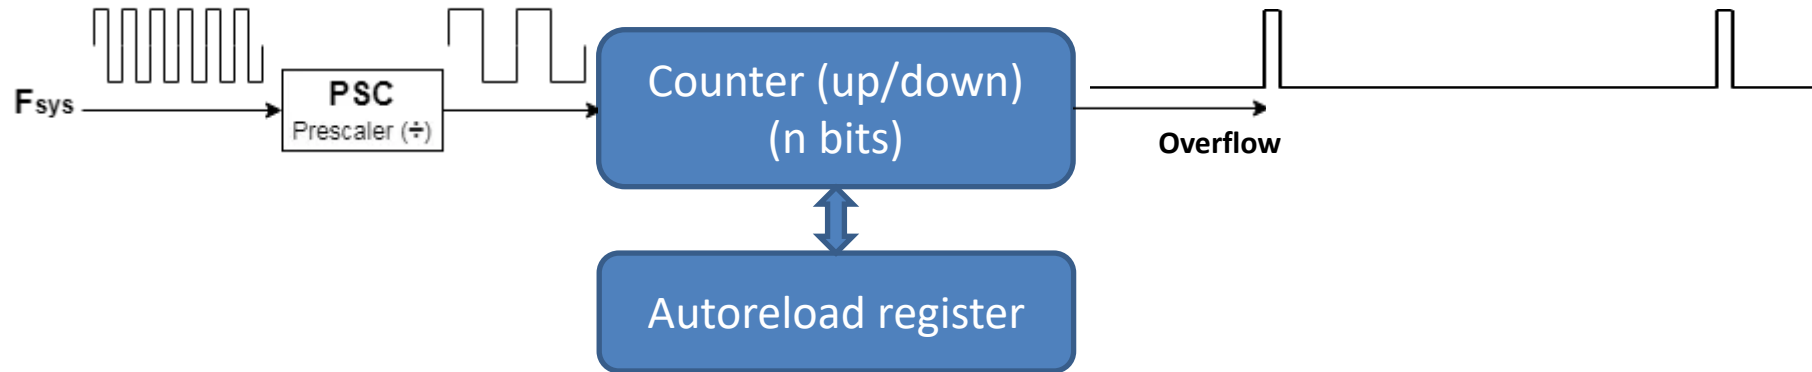 Fsys
PSC
Prescaler (÷)
Counter (up/down)
(n bits)
Overflow
Autoreload register